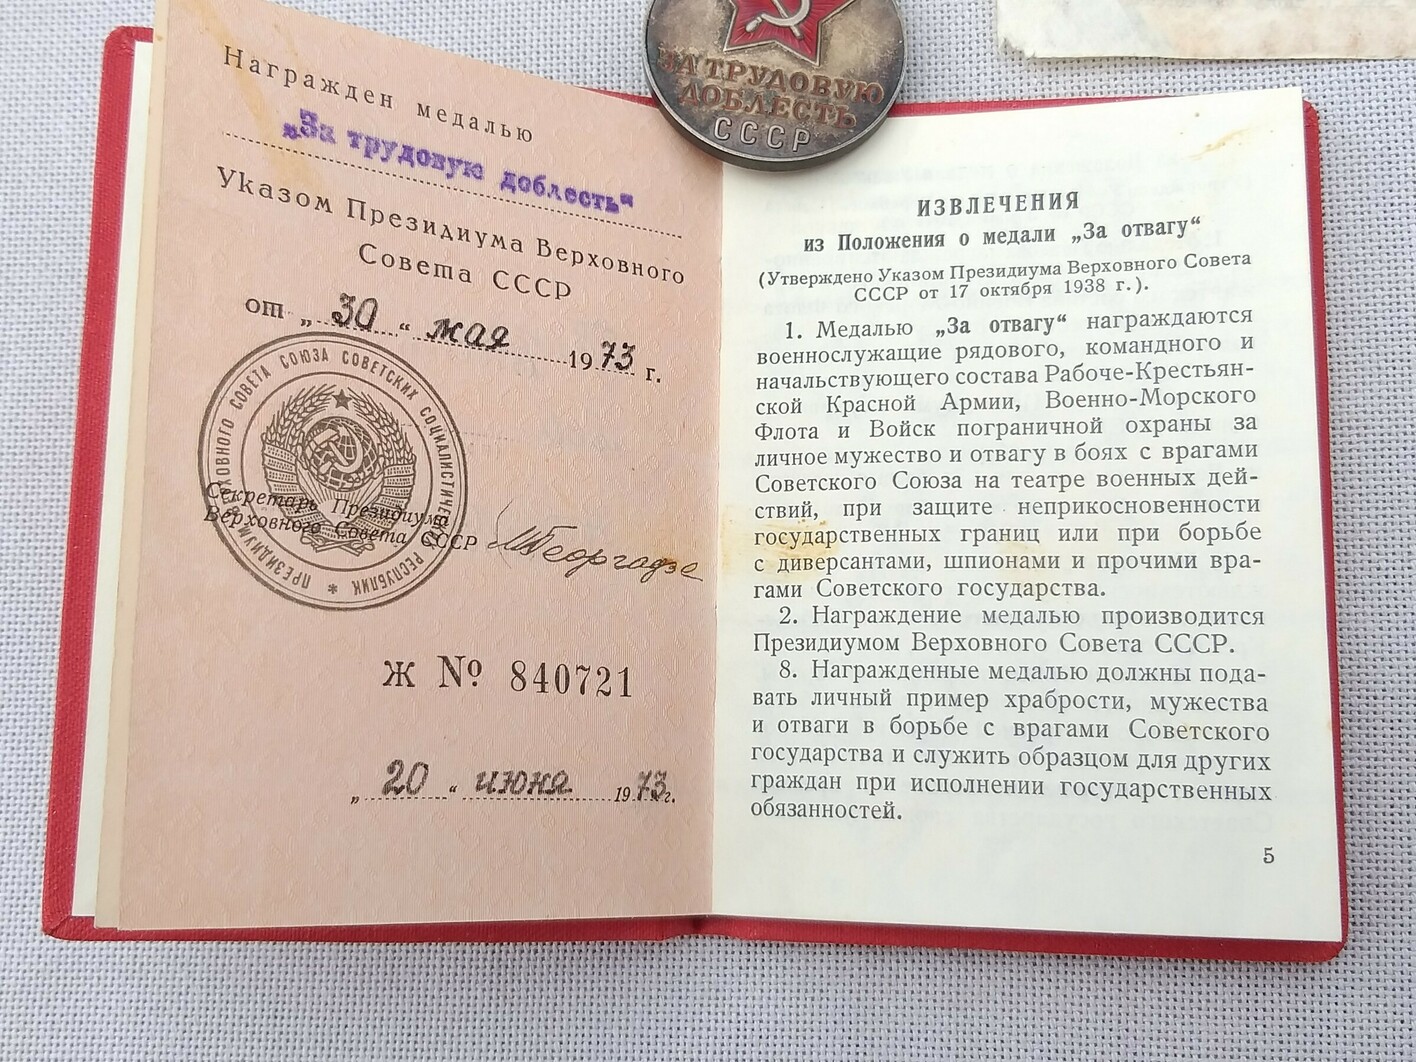 Награжден медалью
„За трудовую доблесть“
Указом Президиума Верховного
Совета СССР
от „ 30 “ мая 1973 г.
ПРЕЗИДИУМ ВЕРХОВНОГО СОВЕТА СОЮЗА СОВЕТСКИХ СОЦИАЛИСТИЧЕСКИХ РЕСПУБЛИК *
Секретарь Президиума
Верховного Совета СССР МГеоргадзе
Ж № 840721
„ 20 “ июня 1973 г.
ЗА ТРУДОВУЮ
ДОБЛЕСТЬ
СССР
ИЗВЛЕЧЕНИЯ
из Положения о медали „За отвагу“
(Утверждено Указом Президиума Верховного Совета
СССР от 17 октября 1938 г.).
1. Медалью „За отвагу“ награждаются
военнослужащие рядового, командного и
начальствующего состава Рабоче-Крестьян-
ской Красной Армии, Военно-Морского
Флота и Войск пограничной охраны за
личное мужество и отвагу в боях с врагами
Советского Союза на театре военных дей-
ствий, при защите неприкосновенности
государственных границ или при борьбе
с диверсантами, шпионами и прочими вра-
гами Советского государства.
2. Награждение медалью производится
Президиумом Верховного Совета СССР.
8. Награжденные медалью должны пода-
вать личный пример храбрости, мужества
и отваги в борьбе с врагами Советского
государства и служить образцом для других
граждан при исполнении государственных
обязанностей.
5